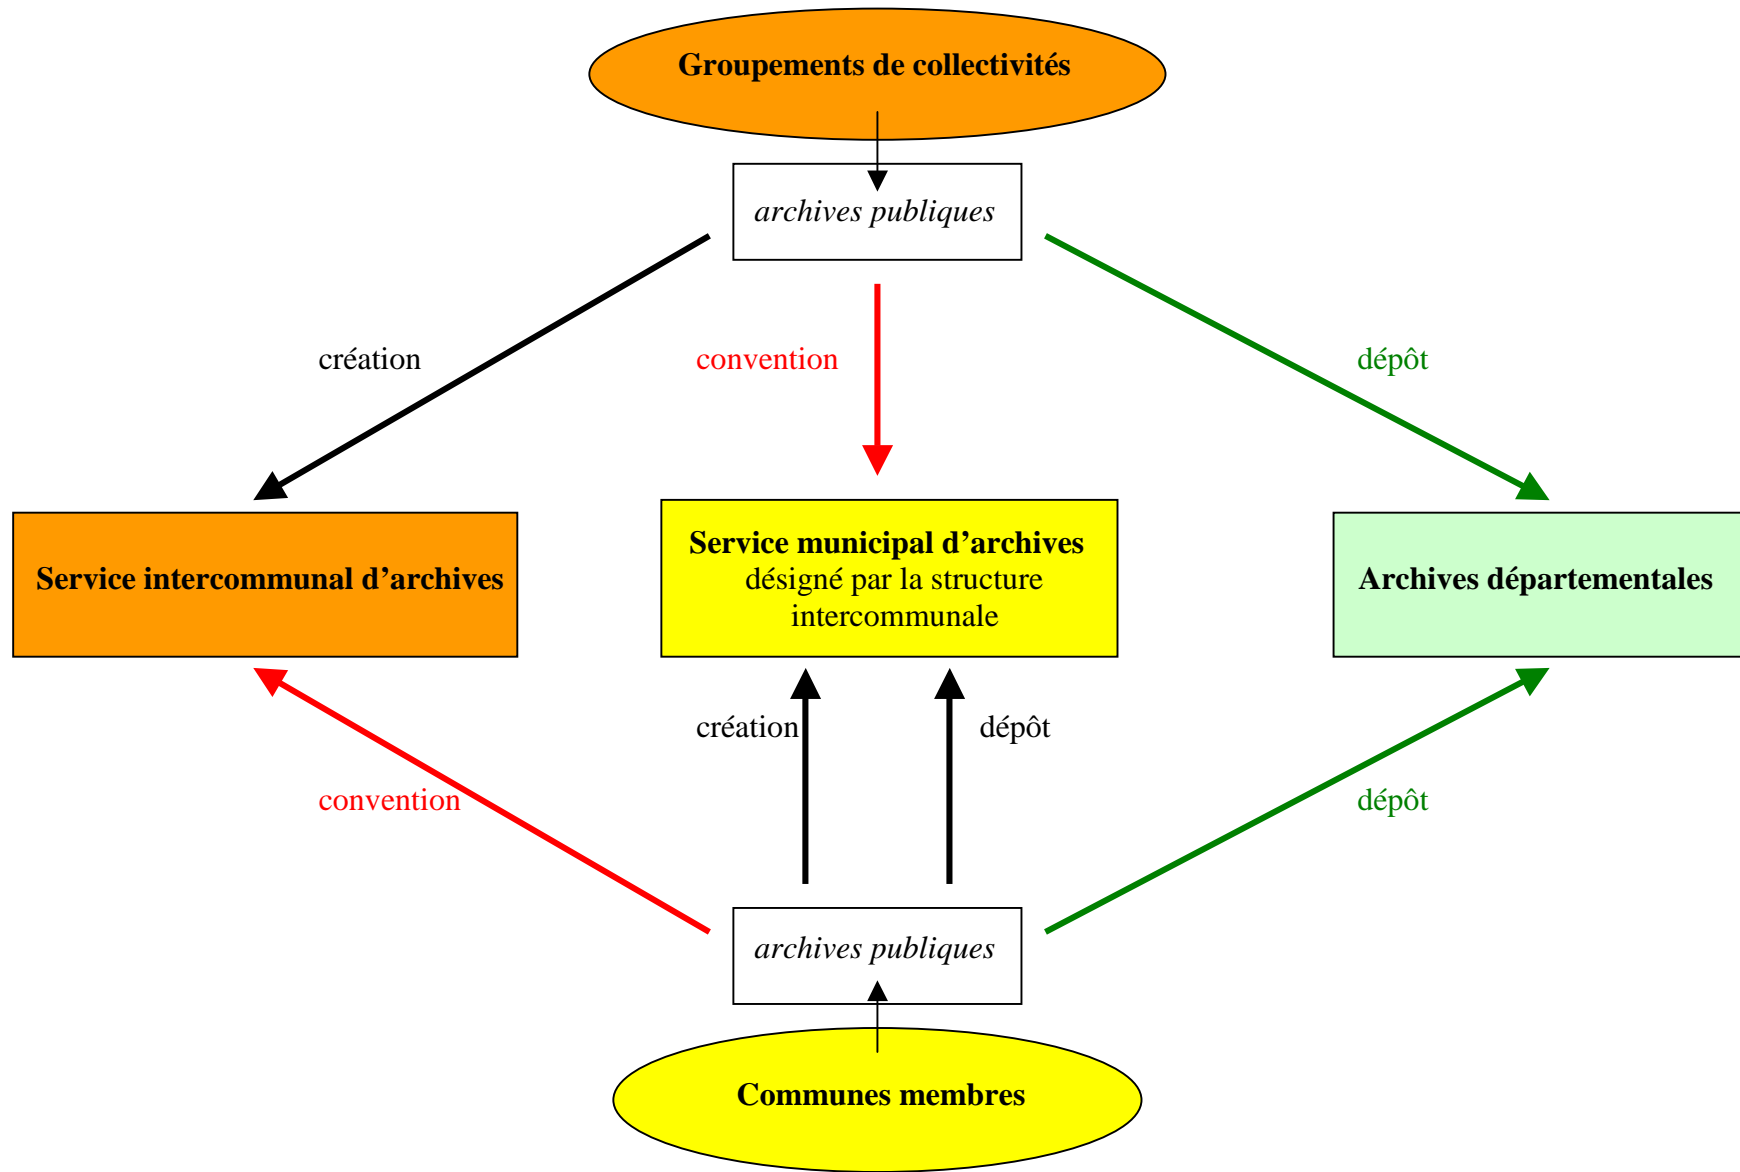 Groupements de collectivités
archives publiques
création
convention
dépôt
Service intercommunal d’archives
Service municipal d’archives
désigné par la structure
intercommunale
Archives départementales
création
dépôt
convention
dépôt
archives publiques
Communes membres